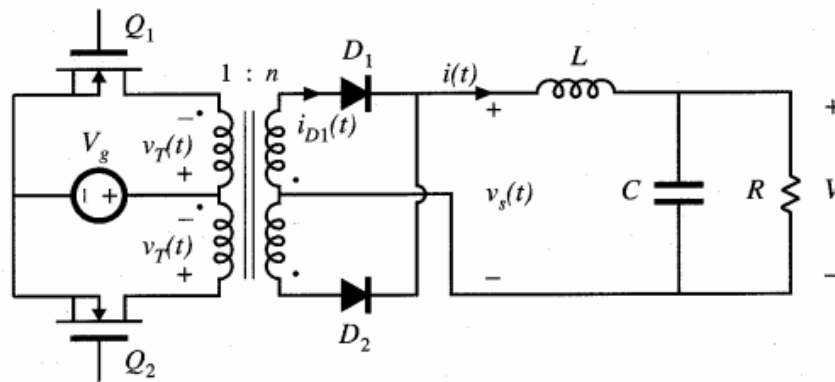 Q1
D1
L
1 : n
i(t)
− +
+
Vg
vT(t)
iD1(t)
− +
+
vs(t)
C
R
V
−
vT(t)
+
−
−
D2
Q2